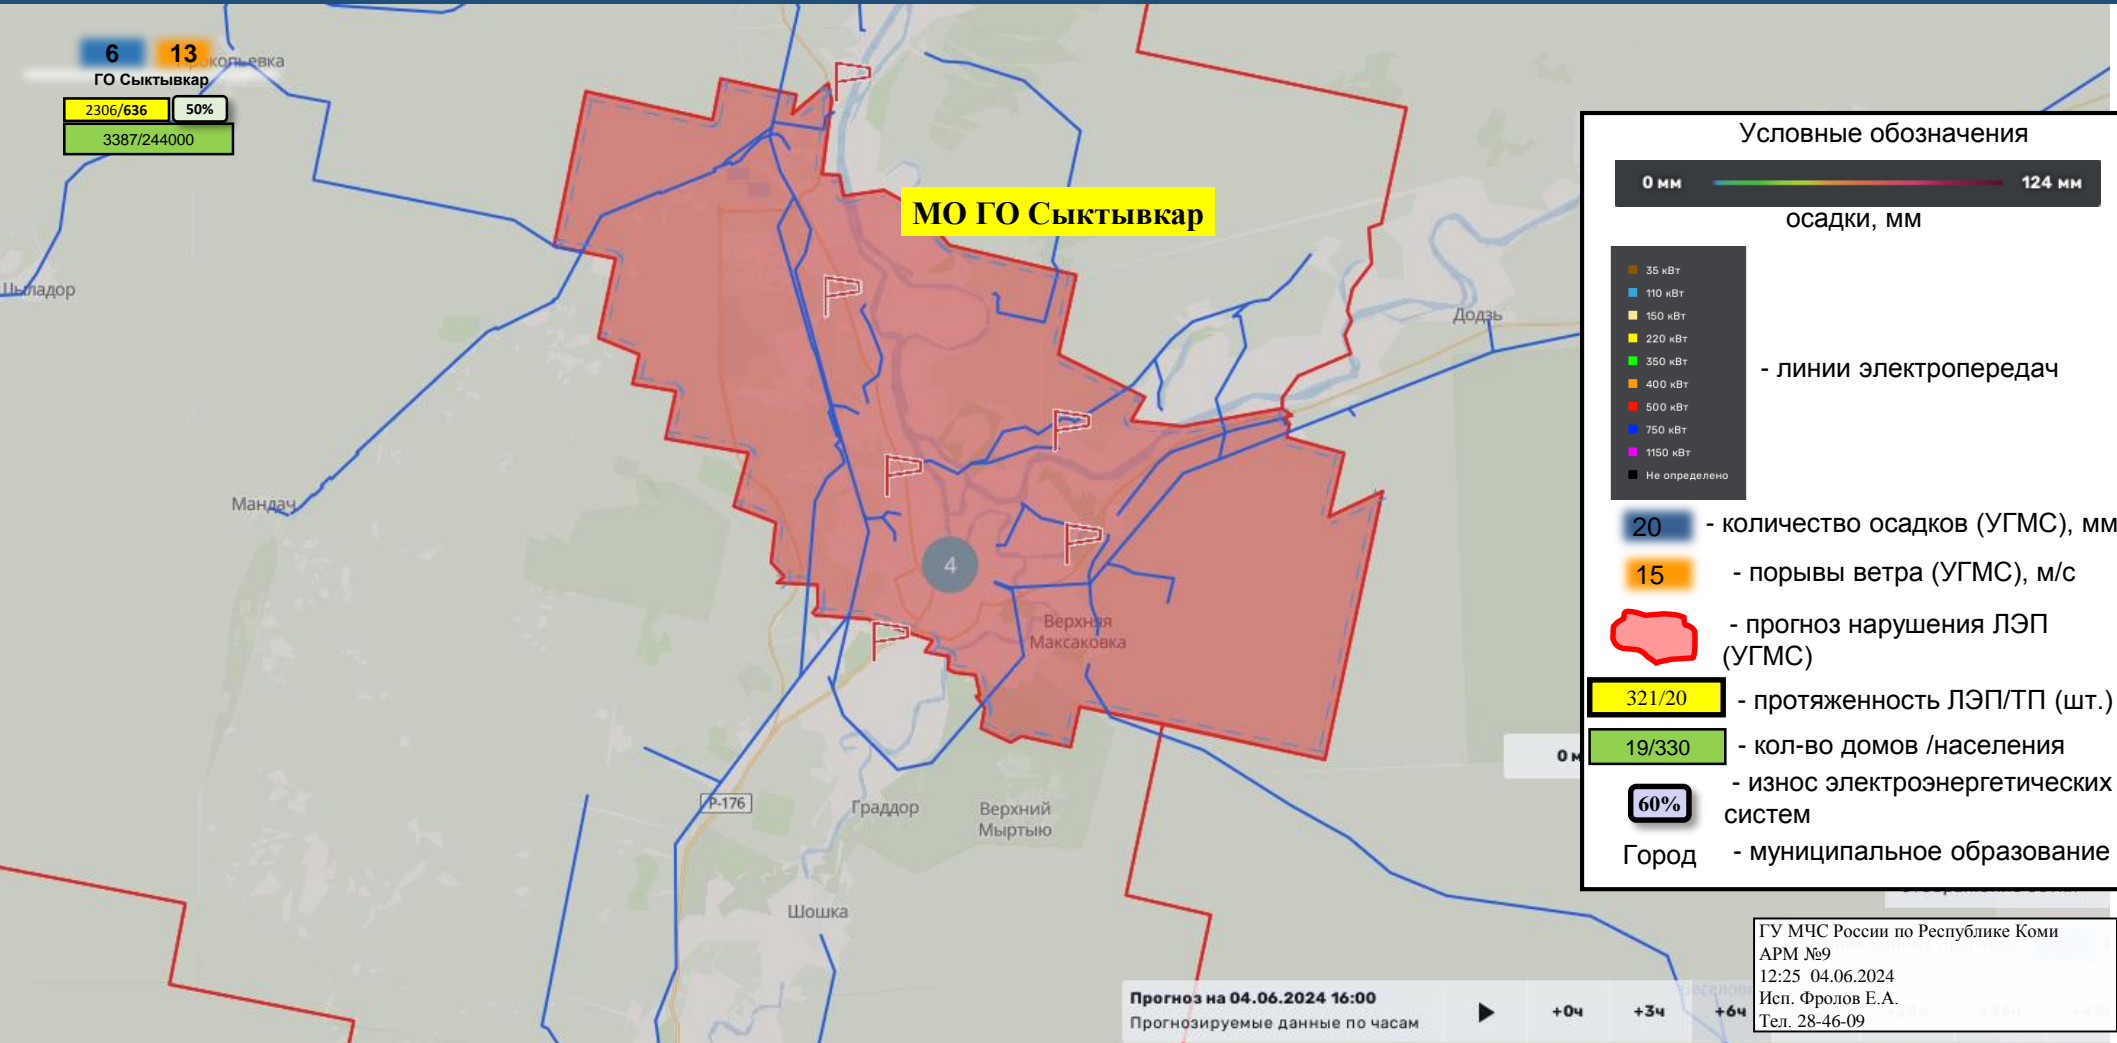 6 13
ГО Сыктывкар
2306/636 50%
3387/244000
МО ГО Сыктывкар
Додзь
Мандач
4
Верхняя
Максаковка
Р-176
Граддор
Верхний
Мыртыю
Шошка
Условные обозначения
0 мм 124 мм
осадки, мм
35 кВт
110 кВт
150 кВт
220 кВт
350 кВт
400 кВт
500 кВт
750 кВт
1150 кВт
Не определено
- линии электропередач
20 - количество осадков (УГМС), мм
15 - порывы ветра (УГМС), м/с
- прогноз нарушения ЛЭП
(УГМС)
321/20 - протяженность ЛЭП/ТП (шт.)
19/330 - кол-во домов /населения
60% - износ электроэнергетических
систем
Город - муниципальное образование
0 м
Прогноз на 04.06.2024 16:00
Прогнозируемые данные по часам
+0ч +3ч +6ч
ГУ МЧС России по Республике Коми
АРМ №9
12:25 04.06.2024
Исп. Фролов Е.А.
Тел. 28-46-09